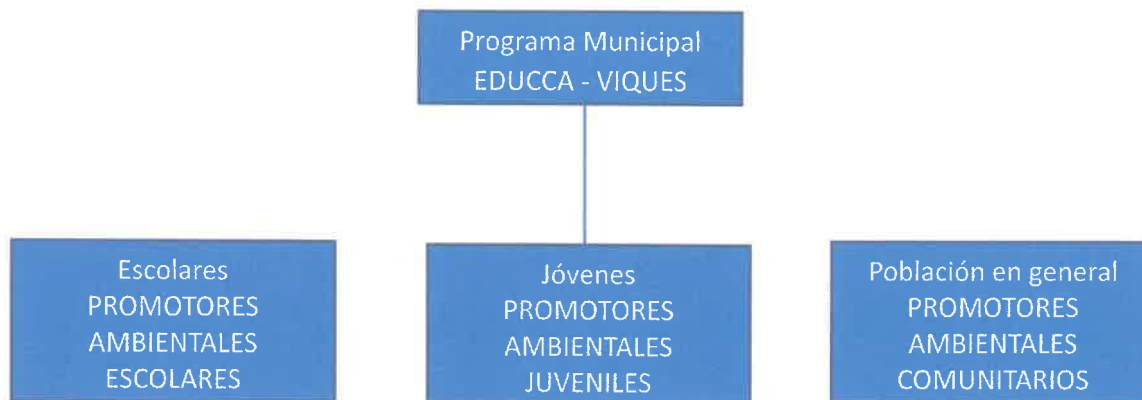 Programa Municipal
EDUCCA - VIQUES
Escolares
PROMOTORES
AMBIENTALES
ESCOLARES
Jóvenes
PROMOTORES
AMBIENTALES
JUVENILES
Población en general
PROMOTORES
AMBIENTALES
COMUNITARIOS